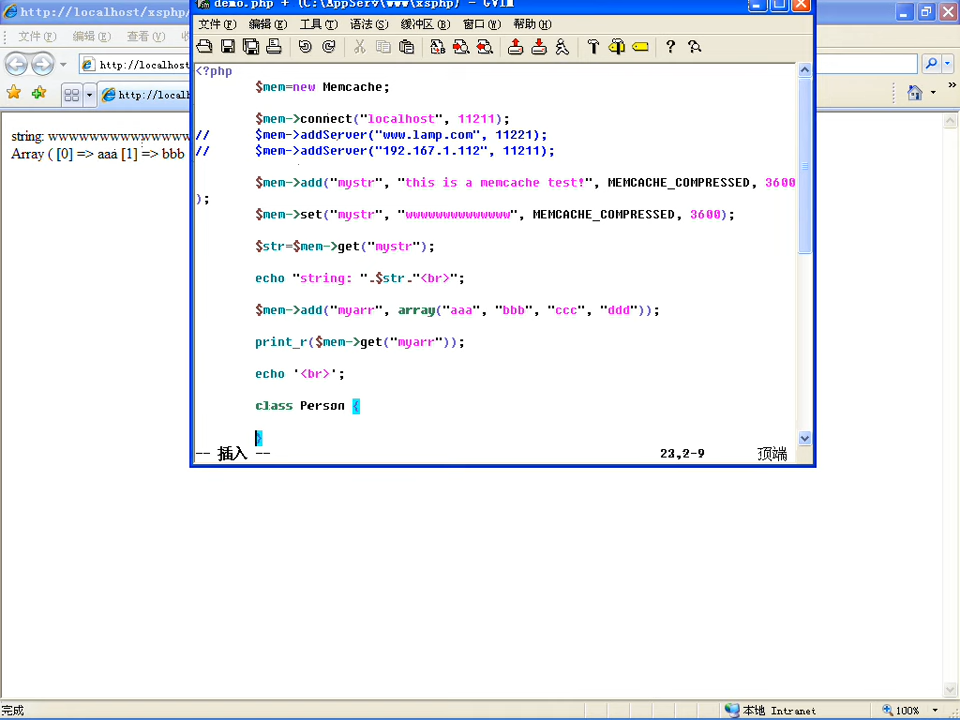 http://localhost/xsphp/
demo.php + (C:\AppServ\www\xsphp) - GVIM
文件(F) 编辑(E) 查看(V)
文件(F) 编辑(E) 工具(T) 语法(S) 缓冲区(B) 窗口(W) 帮助(H)
http://localhost
http://local
string: wwwwwwwwwwwwww
Array ( [0] => aaa [1] => bbb
<?php
$mem=new Memcache;
$mem->connect("localhost", 11211);
// $mem->addServer("www.lamp.com", 11221);
// $mem->addServer("192.167.1.112", 11211);
$mem->add("mystr", "this is a memcache test!", MEMCACHE_COMPRESSED, 3600
);
$mem->set("mystr", "wwwwwwwwwwwwww", MEMCACHE_COMPRESSED, 3600);
$str=$mem->get("mystr");
echo "string: ".$str."<br>";
$mem->add("myarr", array("aaa", "bbb", "ccc", "ddd"));
print_r($mem->get("myarr"));
echo '<br>';
class Person {
}
-- 插入 -- 23,2-9 顶端
完成 本地 Intranet 100%